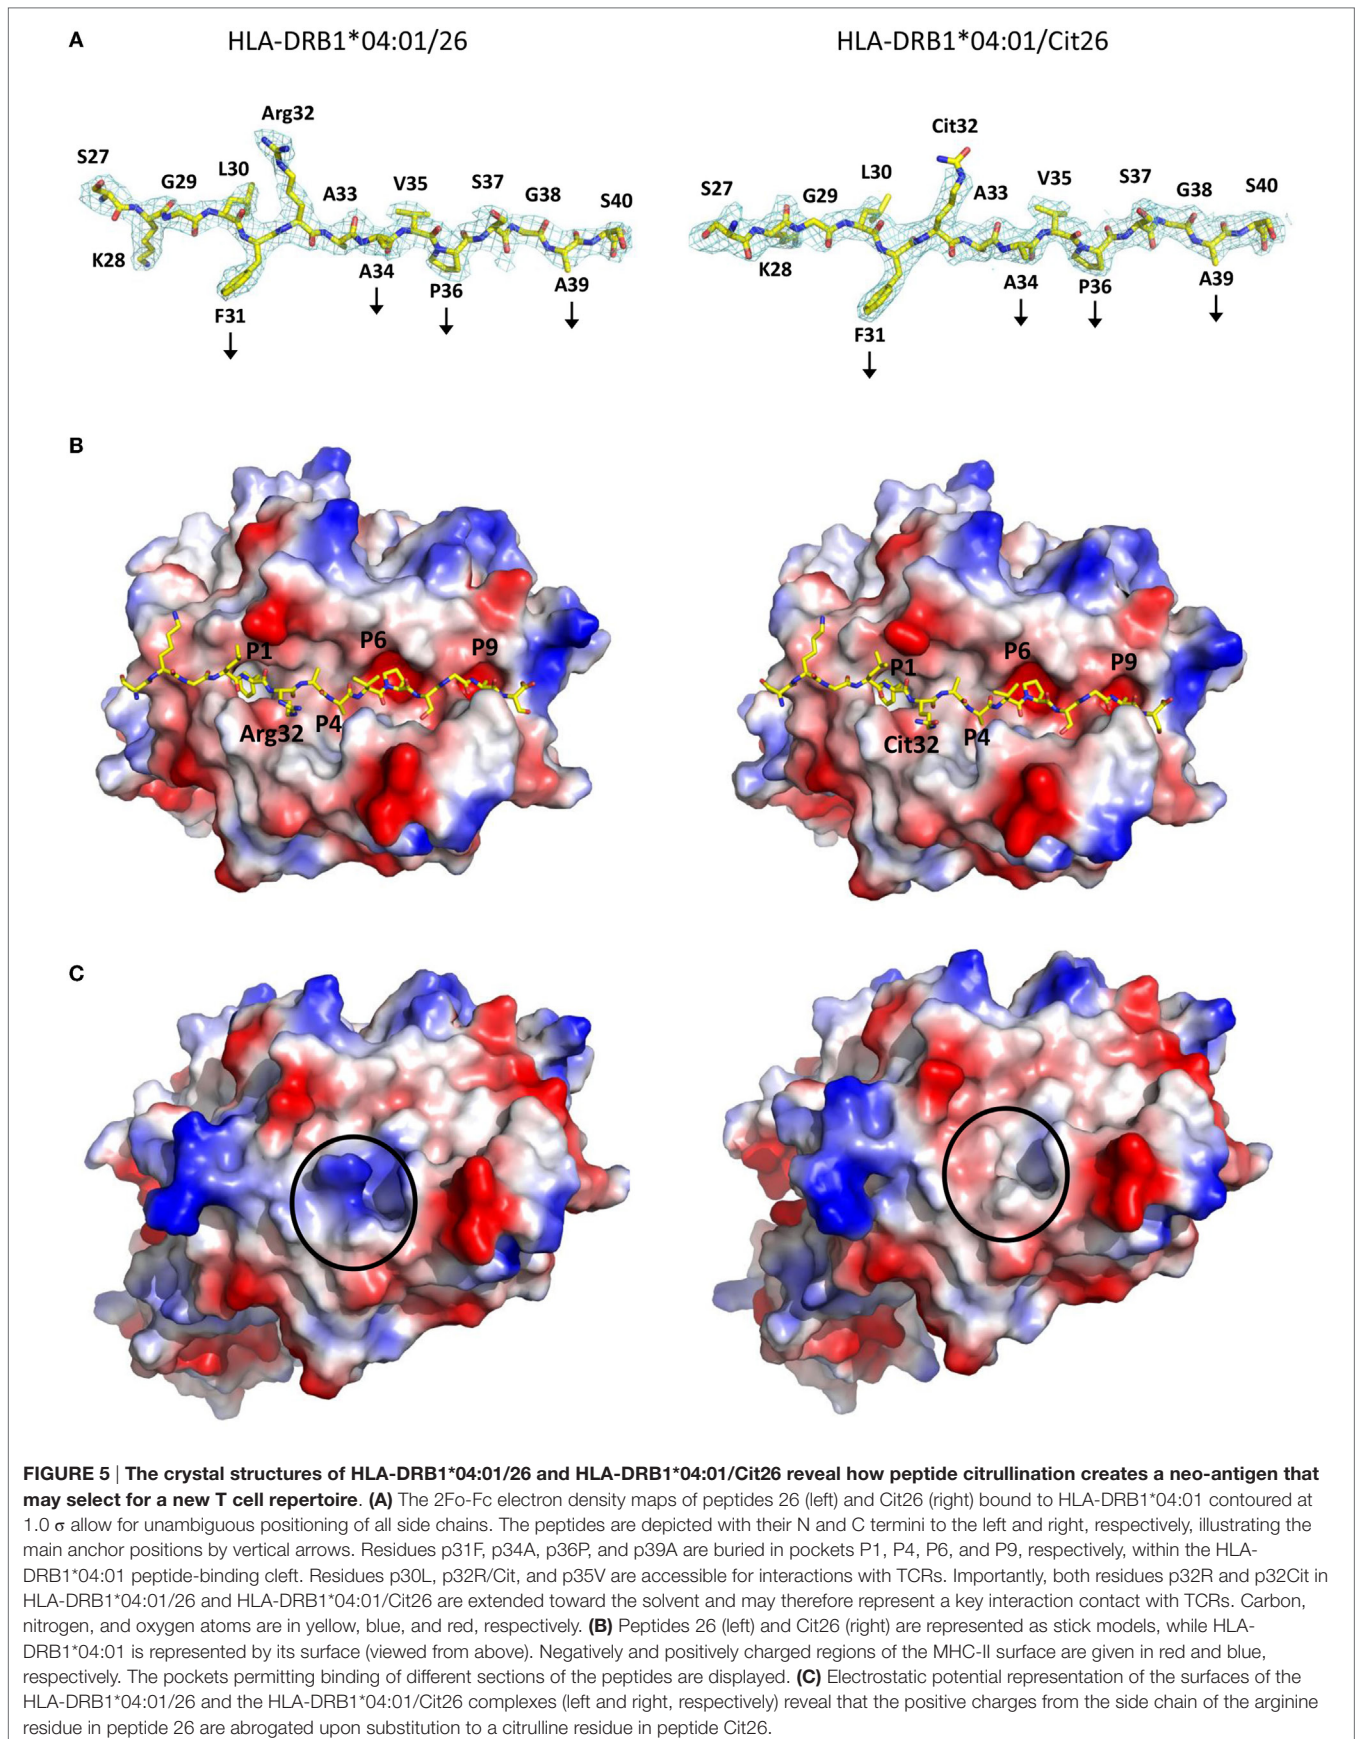 A
HLA-DRB1*04:01/26
HLA-DRB1*04:01/Cit26
Arg32
S27
G29
L30
A33
V35
S37
G38
S40
K28
F31
A34
P36
A39
Cit32
S27
G29
L30
A33
V35
S37
G38
S40
K28
F31
A34
P36
A39
B
P1
P6
P9
Arg32
P4
P1
P6
P9
Cit32
P4
C
FIGURE 5 | The crystal structures of HLA-DRB1*04:01/26 and HLA-DRB1*04:01/Cit26 reveal how peptide citrullination creates a neo-antigen that
may select for a new T cell repertoire. (A) The 2Fo-Fc electron density maps of peptides 26 (left) and Cit26 (right) bound to HLA-DRB1*04:01 contoured at
1.0 σ allow for unambiguous positioning of all side chains. The peptides are depicted with their N and C termini to the left and right, respectively, illustrating the
main anchor positions by vertical arrows. Residues p31F, p34A, p36P, and p39A are buried in pockets P1, P4, P6, and P9, respectively, within the HLA-
DRB1*04:01 peptide-binding cleft. Residues p30L, p32R/Cit, and p35V are accessible for interactions with TCRs. Importantly, both residues p32R and p32Cit in
HLA-DRB1*04:01/26 and HLA-DRB1*04:01/Cit26 are extended toward the solvent and may therefore represent a key interaction contact with TCRs. Carbon,
nitrogen, and oxygen atoms are in yellow, blue, and red, respectively. (B) Peptides 26 (left) and Cit26 (right) are represented as stick models, while HLA-
DRB1*04:01 is represented by its surface (viewed from above). Negatively and positively charged regions of the MHC-II surface are given in red and blue,
respectively. The pockets permitting binding of different sections of the peptides are displayed. (C) Electrostatic potential representation of the surfaces of the
HLA-DRB1*04:01/26 and the HLA-DRB1*04:01/Cit26 complexes (left and right, respectively) reveal that the positive charges from the side chain of the arginine
residue in peptide 26 are abrogated upon substitution to a citrulline residue in peptide Cit26.